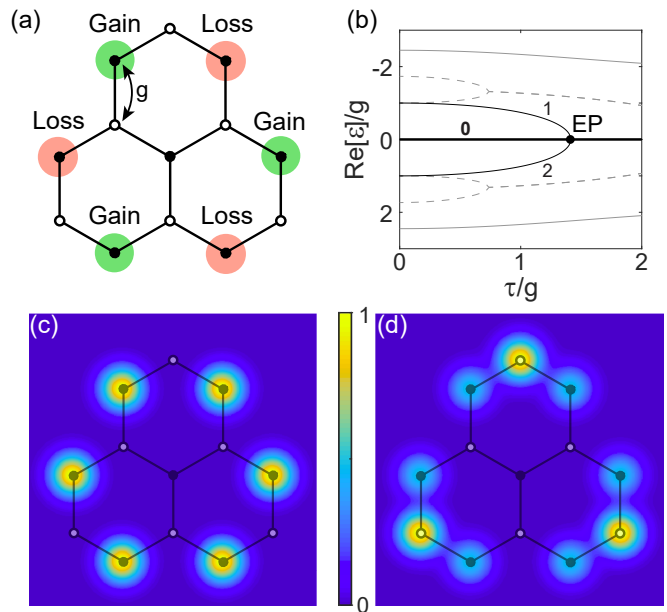 (a)
Gain
Loss
g
Loss
Gain
Gain
Loss
(b)
Re[ε]/g
-2
0
2
0
1
2
EP
0
1
2
τ/g
(c)
1
0
(d)